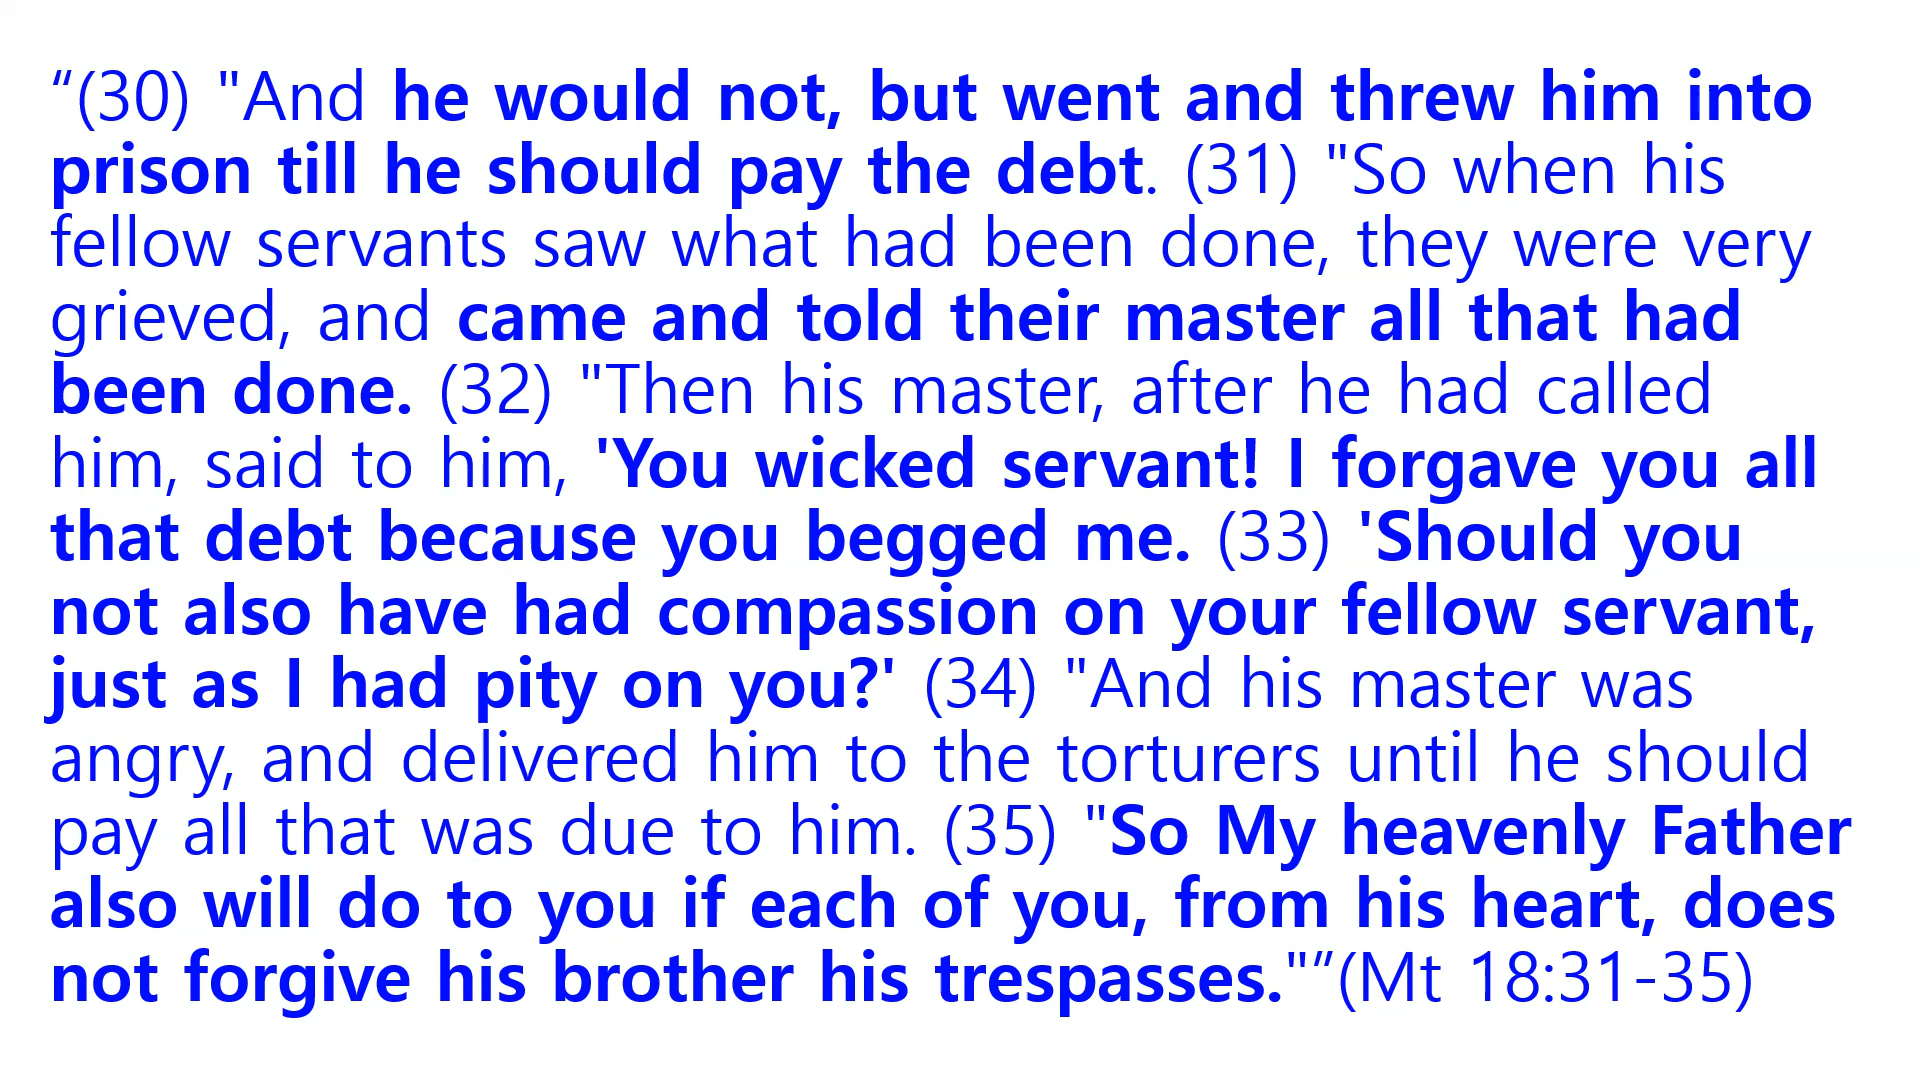 “(30) "And he would not, but went and threw him into
prison till he should pay the debt. (31) "So when his
fellow servants saw what had been done, they were very
grieved, and came and told their master all that had
been done. (32) "Then his master, after he had called
him, said to him, 'You wicked servant! I forgave you all
that debt because you begged me. (33) 'Should you
not also have had compassion on your fellow servant,
just as I had pity on you?' (34) "And his master was
angry, and delivered him to the torturers until he should
pay all that was due to him. (35) "So My heavenly Father
also will do to you if each of you, from his heart, does
not forgive his brother his trespasses."”(Mt 18:31-35)